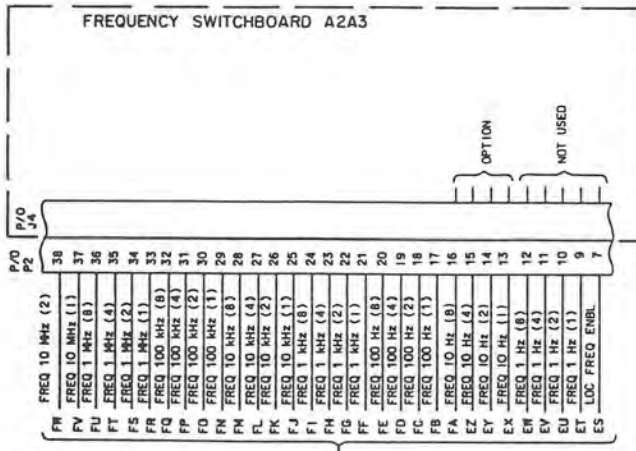 FREQUENCY SWITCHBOARD A2A3
OPTION
NOT USED
P/O J4
P/O P2
38 FREQ 10 MHz (2) FW
37 FREQ 10 MHz (1) FV
36 FREQ 1 MHz (8) FU
35 FREQ 1 MHz (4) FT
34 FREQ 1 MHz (2) FS
33 FREQ 1 MHz (1) FR
32 FREQ 100 kHz (8) FQ
31 FREQ 100 kHz (4) FP
30 FREQ 100 kHz (2) FO
29 FREQ 100 kHz (1) FN
28 FREQ 10 kHz (8) FM
27 FREQ 10 kHz (4) FL
26 FREQ 10 kHz (2) FK
25 FREQ 10 kHz (1) FJ
24 FREQ 1 kHz (8) FI
23 FREQ 1 kHz (4) FH
22 FREQ 1 kHz (2) FG
21 FREQ 1 kHz (1) FF
20 FREQ 100 Hz (8) FE
19 FREQ 100 Hz (4) FD
18 FREQ 100 Hz (2) FC
17 FREQ 100 Hz (1) FB
16 FREQ 10 Hz (8) FA
15 FREQ 10 Hz (4) EZ
14 FREQ 10 Hz (2) EY
13 FREQ 10 Hz (1) EX
12 FREQ 1 Hz (8) EW
11 FREQ 1 Hz (4) EV
10 FREQ 1 Hz (2) EU
9 FREQ 1 Hz (1) ET
7 LOC FREQ ENBL ES